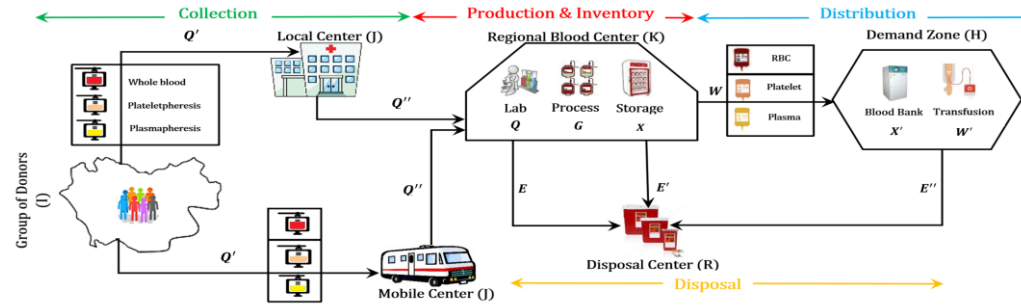 Collection
Production & Inventory
Distribution
Q′
Local Center (J)
Regional Blood Center (K)
Demand Zone (H)
Whole blood
Plateletpheresis
Plasmapheresis
Q′′
Lab
Process
Storage
Q
G
X
W
RBC
Platelet
Plasma
Blood Bank
Transfusion
X′
W′
Group of Donors
(I)
Q′′
E
E′
E′′
Q′
Mobile Center (J)
Disposal Center (R)
Disposal